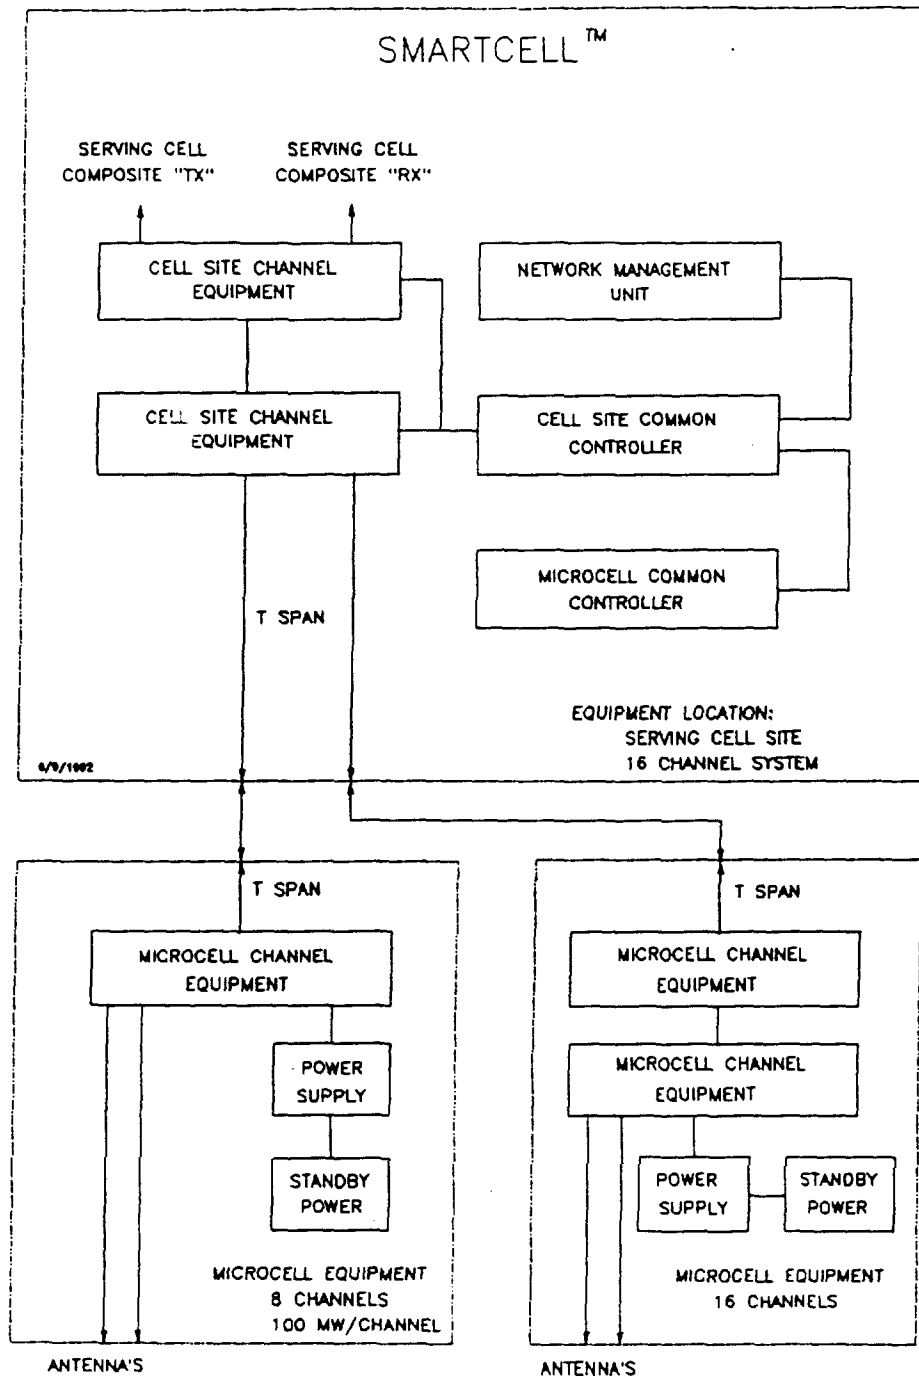 SMARTCELL™
SERVING CELL
COMPOSITE "TX"
SERVING CELL
COMPOSITE "RX"
CELL SITE CHANNEL
EQUIPMENT
NETWORK MANAGEMENT
UNIT
CELL SITE CHANNEL
EQUIPMENT
CELL SITE COMMON
CONTROLLER
MICROCELL COMMON
CONTROLLER
T SPAN
EQUIPMENT LOCATION:
SERVING CELL SITE
16 CHANNEL SYSTEM
T SPAN
MICROCELL CHANNEL
EQUIPMENT
POWER
SUPPLY
STANDBY
POWER
MICROCELL EQUIPMENT
8 CHANNELS
100 MW/CHANNEL
ANTENNA'S
T SPAN
MICROCELL CHANNEL
EQUIPMENT
MICROCELL CHANNEL
EQUIPMENT
POWER
SUPPLY
STANDBY
POWER
MICROCELL EQUIPMENT
16 CHANNELS
ANTENNA'S